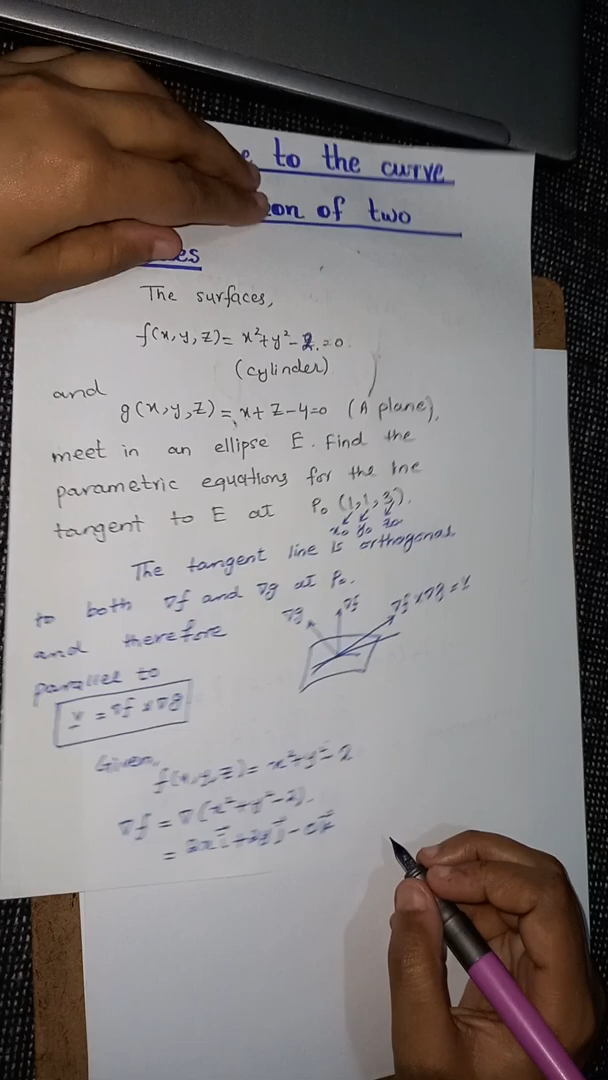 to the curve
of two
The surfaces,
f(x,y,z)= x²+y²-2.=0.
(cylinder)
and
g(x,y,z)= x+z-4=0 (A plane),
meet in an ellipse E. Find the
parametric equations for the line
tangent to E at P₀ (1,1,3).
x₀ y₀ z₀
The tangent line is orthogonal
to both ∇f and ∇g at P₀.
and therefore
∇g ∇f ∇f×∇g=v
parallel to
v = ∇f×∇g
Given,
f(x,y,z)= x²+y²-2
∇f = ∇(x²+y²-2).
= 2xi⃗+2yj⃗-0k⃗